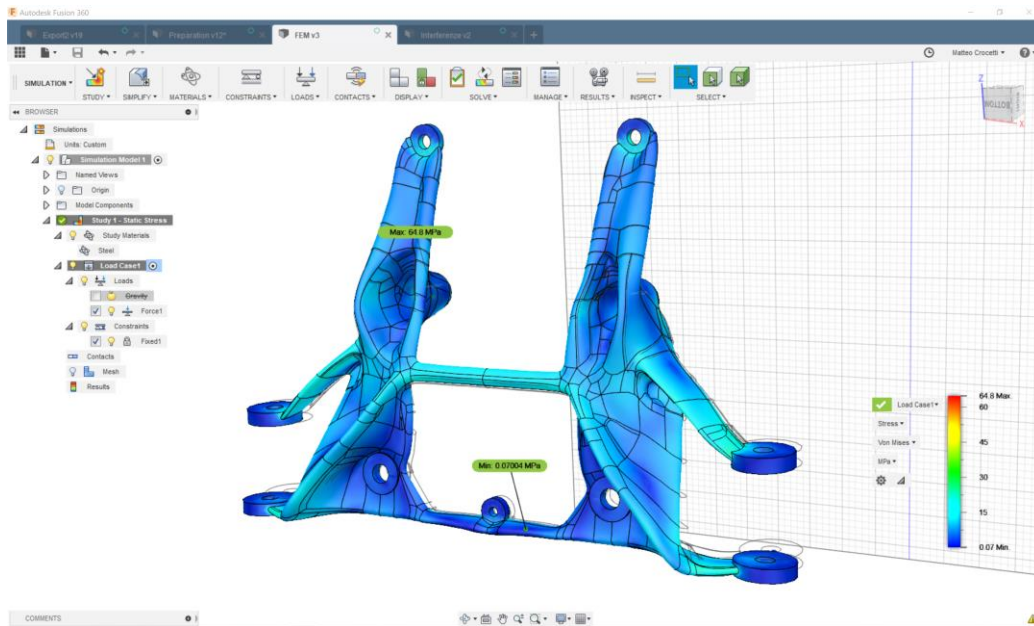 Autodesk Fusion 360
Export2 v18
Preparation v12*
FEM v3
Interference v2
Matteo Crocetti
SIMULATION
STUDY
SIMPLIFY
MATERIALS
CONSTRAINTS
LOADS
CONTACTS
DISPLAY
SOLVE
MANAGE
RESULTS
INSPECT
SELECT
BROWSER
Simulations
Units: Custom
Simulation Model 1
Named Views
Origin
Model Components
Study 1 - Static Stress
Study Materials
Steel
Load Case1
Loads
Gravity
Force1
Constraints
Fixed1
Contacts
Mesh
Results
Z
BOTTOM
X
Max: 64.8 MPa
Min: 0.07004 MPa
Load Case1
Stress
Von Mises
MPa
64.8 Max.
60
45
30
15
0.07 Min.
COMMENTS